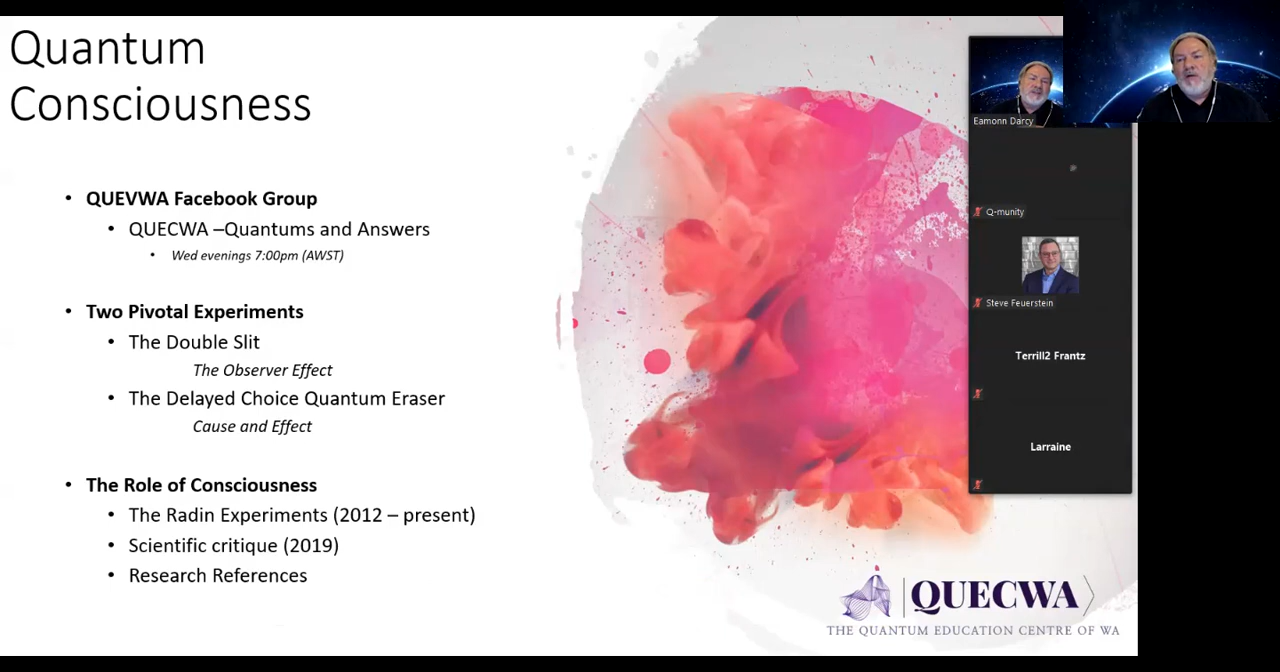 Quantum
Consciousness
• QUEVWA Facebook Group
• QUECWA –Quantums and Answers
• Wed evenings 7:00pm (AWST)
• Two Pivotal Experiments
• The Double Slit
The Observer Effect
• The Delayed Choice Quantum Eraser
Cause and Effect
• The Role of Consciousness
• The Radin Experiments (2012 – present)
• Scientific critique (2019)
• Research References
Eamonn Darcy
Q-munity
Steve Feuerstein
Terrill2 Frantz
Larraine
QUECWA
THE QUANTUM EDUCATION CENTRE OF WA